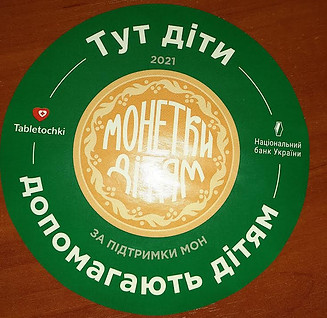 Тут діти
2021
Tabletochki
Національний
банк України
МОНЕТКИ
ДІТЯМ
ЗА ПІДТРИМКИ МОН
допомагають дітям